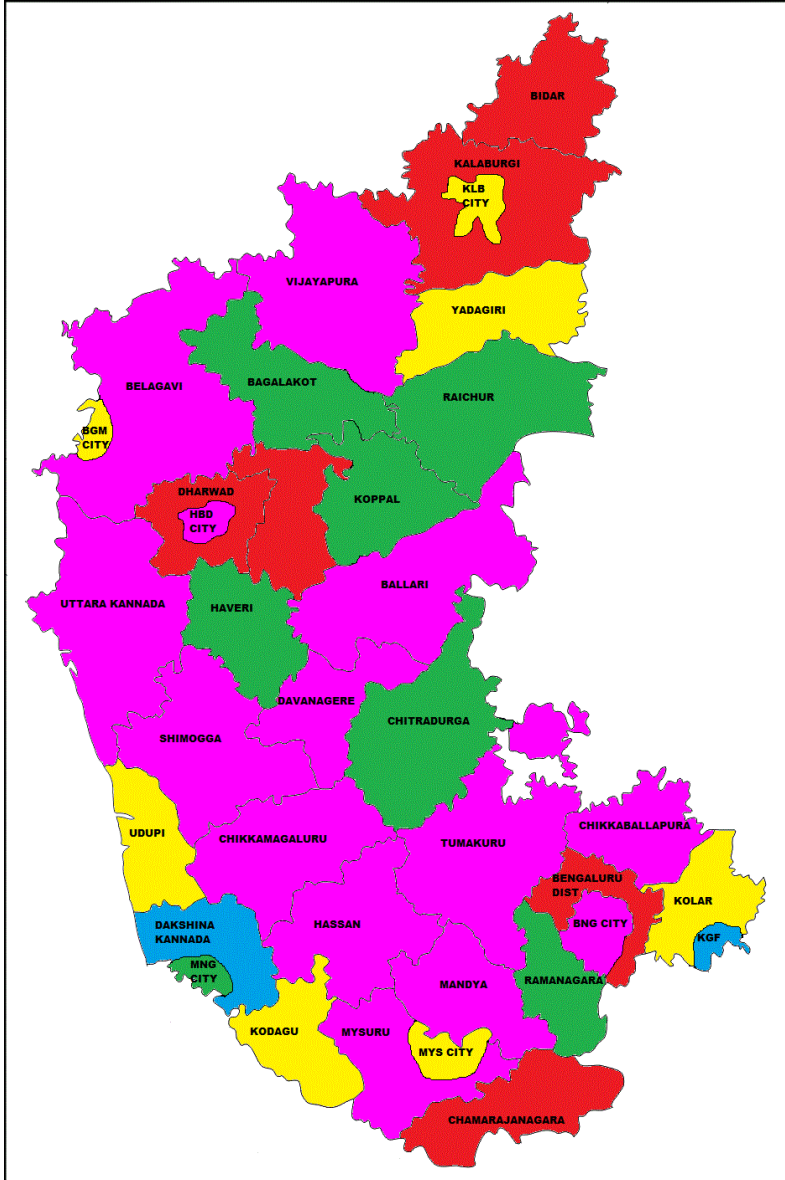 BIDAR
KALABURGI
KLB
CITY
VIJAYAPURA
YADAGIRI
BELAGAVI
BAGALAKOT
RAICHUR
BGM
CITY
DHARWAD
HBD
CITY
KOPPAL
BALLARI
UTTARA KANNADA
HAVERI
DAVANAGERE
CHITRADURGA
SHIMOGGA
UDUPI
CHIKKAMAGALURU
TUMAKURU
CHIKKABALLAPURA
BENGALURU
DIST
KOLAR
DAKSHINA
KANNADA
HASSAN
BNG CITY
KGF
MNG
CITY
MANDYA
RAMANAGARA
KODAGU
MYSURU
MYS CITY
CHAMARAJANAGARA